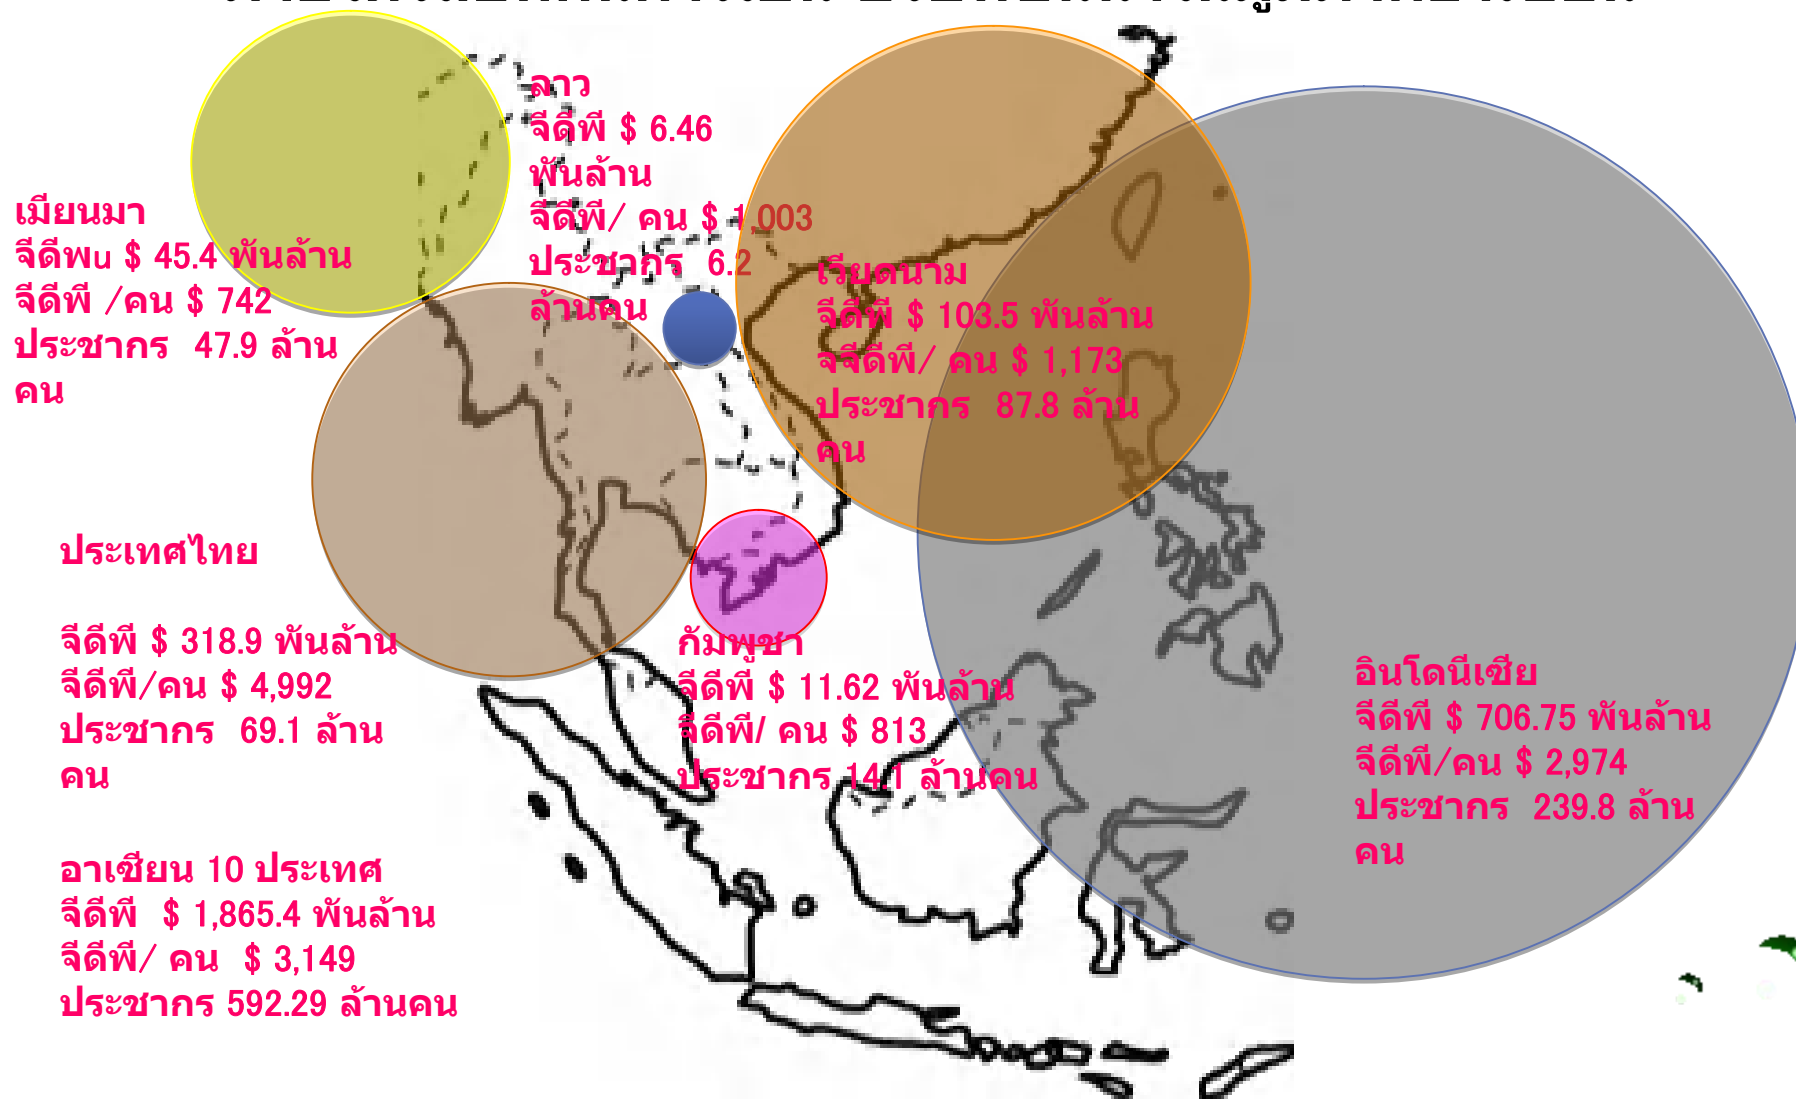 ลาว
จีดีพี $ 6.46
พันล้าน
จีดีพี/ คน $ 1,003
ประชากร 6.2
ล้านคน
เมียนมา
จีดีพu $ 45.4 พันล้าน
จีดีพี /คน $ 742
ประชากร 47.9 ล้าน
คน
เวียดนาม
จีดีพี $ 103.5 พันล้าน
จจีดีพี/ คน $ 1,173
ประชากร 87.8 ล้าน
คน
ประเทศไทย
จีดีพี $ 318.9 พันล้าน
จีดีพี/คน $ 4,992
ประชากร 69.1 ล้าน
คน
กัมพูชา
จีดีพี $ 11.62 พันล้าน
จีดีพี/ คน $ 813
ประชากร 14.1 ล้านคน
อินโดนีเซีย
จีดีพี $ 706.75 พันล้าน
จีดีพี/คน $ 2,974
ประชากร 239.8 ล้าน
คน
อาเซียน 10 ประเทศ
จีดีพี $ 1,865.4 พันล้าน
จีดีพี/ คน $ 3,149
ประชากร 592.29 ล้านคน